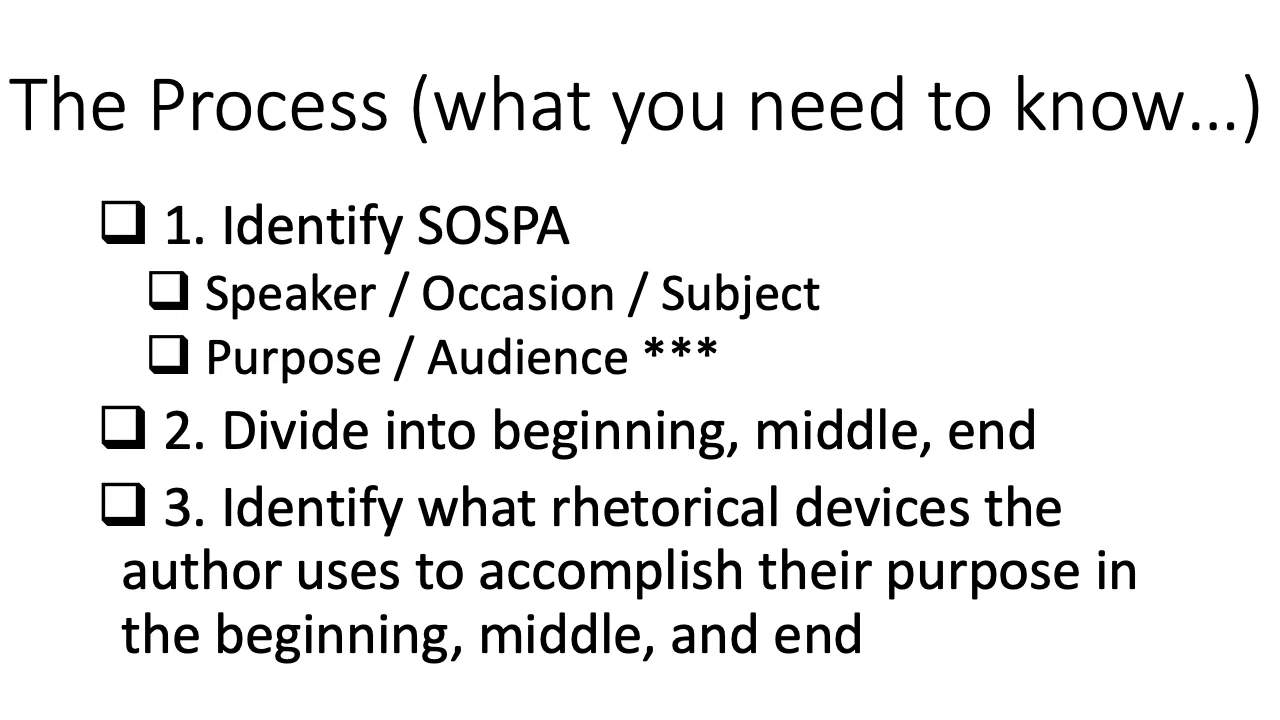 The Process (what you need to know...)
❑ 1. Identify SOSPA
❑ Speaker / Occasion / Subject
❑ Purpose / Audience ***
❑ 2. Divide into beginning, middle, end
❑ 3. Identify what rhetorical devices the
author uses to accomplish their purpose in
the beginning, middle, and end